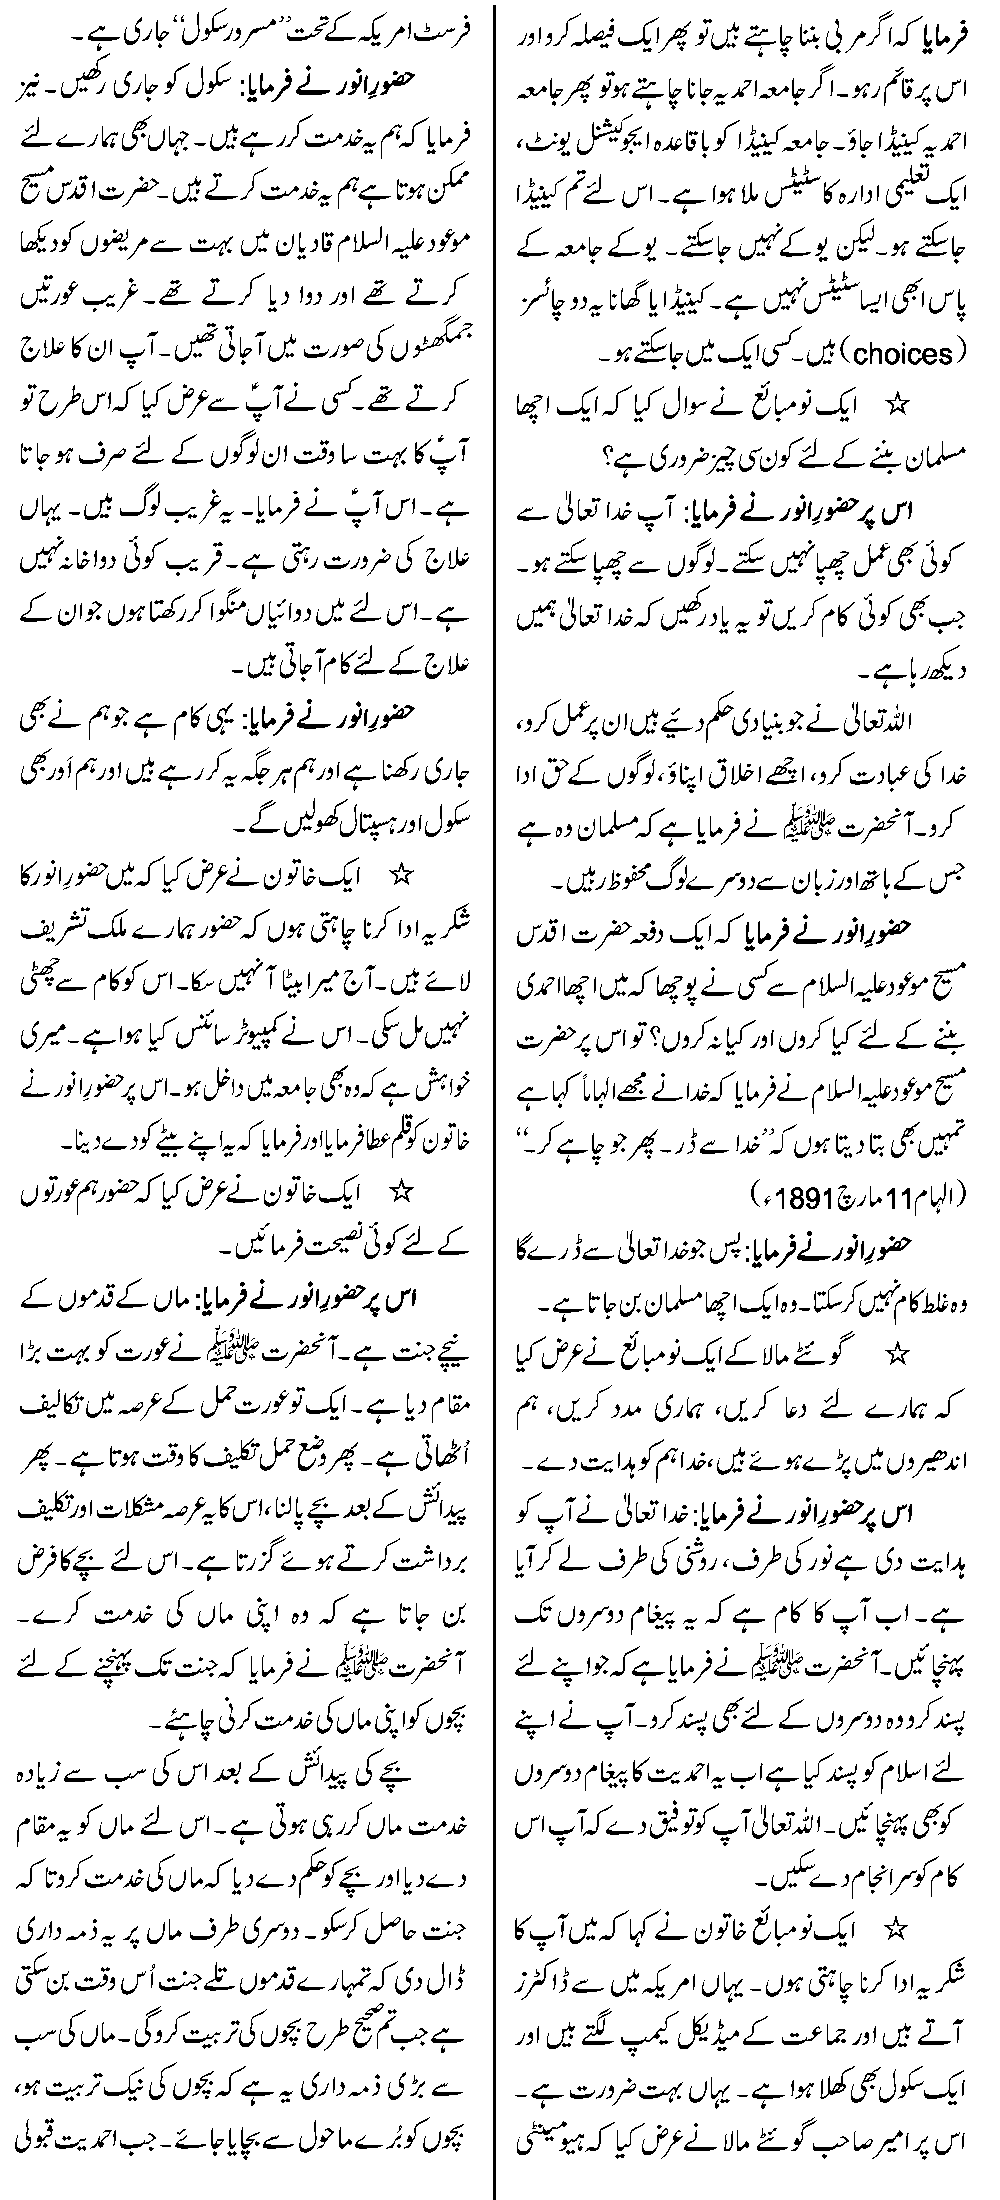 فرمایا کہ اگر مربی بننا چاہتے ہیں تو پھر ایک فیصلہ کرو اور
اس پر قائم رہو۔ اگر جامعہ احمدیہ جانا چاہتے ہو تو پھر جامعہ
احمدیہ کینیڈا جاؤ۔ جامعہ کینیڈا کو باقاعدہ ایجوکیشنل یونٹ،
ایک تعلیمی ادارہ کا سٹیٹس ملا ہوا ہے۔ اس لئے تم کینیڈا
جاسکتے ہو۔ لیکن یوکے نہیں جاسکتے۔ یوکے جامعہ کے
پاس ابھی ایسا سٹیٹس نہیں ہے۔ کینیڈا یا گھانا یہ دو چائسز
(choices) ہیں۔ کسی ایک میں جاسکتے ہو۔
☆ ایک نو مبائع نے سوال کیا کہ ایک اچھا
مسلمان بننے کے لئے کون سی چیز ضروری ہے؟
اس پر حضورِانور نے فرمایا: آپ خدا تعالیٰ سے
کوئی بھی عمل چھپا نہیں سکتے۔ لوگوں سے چھپا سکتے ہو۔
جب بھی کوئی کام کریں تو یہ یاد رکھیں کہ خدا تعالیٰ ہمیں
دیکھ رہا ہے۔
اللہ تعالیٰ نے جو بنیادی حکم دئیے ہیں ان پر عمل کرو،
خدا کی عبادت کرو، اچھے اخلاق اپناؤ، لوگوں کے حق ادا
کرو۔ آنحضرت ﷺ نے فرمایا ہے کہ مسلمان وہ ہے
جس کے ہاتھ اور زبان سے دوسرے لوگ محفوظ رہیں۔
حضورِانور نے فرمایا کہ ایک دفعہ حضرت اقدس
مسیح موعود علیہ السلام سے کسی نے پوچھا کہ میں اچھا احمدی
بننے کے لئے کیا کروں اور کیا نہ کروں؟ تو اس پر حضرت
مسیح موعود علیہ السلام نے فرمایا کہ خدا نے مجھے الہاماً کہا ہے
تمہیں بھی بتا دیتا ہوں کہ ’’خدا سے ڈر۔ پھر جو چاہے کر۔‘‘
(الہام 11 مارچ 1891ء)
حضورِانور نے فرمایا: پس جو خدا تعالیٰ سے ڈرے گا
وہ غلط کام نہیں کرسکتا۔ وہ ایک اچھا مسلمان بن جاتا ہے۔
☆ گوئٹے مالا کے ایک نو مبائع نے عرض کیا
کہ ہمارے لئے دعا کریں، ہماری مدد کریں، ہم
اندھیروں میں پڑے ہوئے ہیں، خدا ہم کو ہدایت دے۔
اس پر حضورِانور نے فرمایا: خدا تعالیٰ نے آپ کو
ہدایت دی ہے نور کی طرف، روشنی کی طرف لے کر آیا
ہے۔ اب آپ کا کام ہے کہ یہ پیغام دوسروں تک
پہنچائیں۔ آنحضرت ﷺ نے فرمایا ہے کہ جو اپنے لئے
پسند کرو وہ دوسروں کے لئے بھی پسند کرو۔ آپ نے اپنے
لئے اسلام کو پسند کیا ہے اب یہ احمدیت کا پیغام دوسروں
کو بھی پہنچائیں۔ اللہ تعالیٰ آپ کو توفیق دے کہ آپ اس
کام کو سرانجام دے سکیں۔
☆ ایک نو مبائع خاتون نے کہا کہ میں آپ کا
شکریہ ادا کرنا چاہتی ہوں۔ یہاں امریکہ میں سے ڈاکٹرز
آتے ہیں اور جماعت کے میڈیکل کیمپ لگتے ہیں اور
ایک سکول بھی کھلا ہوا ہے۔ یہاں بہت ضرورت ہے۔
اس پر امیر صاحب گوئٹے مالا نے عرض کیا کہ ہیومینٹی
فرسٹ امریکہ کے تحت ’’مسرور سکول‘‘ جاری ہے۔
حضورِانور نے فرمایا: سکول کو جاری رکھیں۔ نیز
فرمایا کہ ہم یہ خدمت کررہے ہیں۔ جہاں بھی ہمارے لئے
ممکن ہوتا ہے ہم یہ خدمت کرتے ہیں۔ حضرت اقدس مسیح
موعود علیہ السلام قادیان میں بہت سے مریضوں کو دیکھا
کرتے تھے اور دوا دیا کرتے تھے۔ غریب عورتیں
جمگھٹوں کی صورت میں آجاتی تھیں۔ آپ ان کا علاج
کرتے تھے۔ کسی نے آپؑ سے عرض کیا کہ اس طرح تو
آپؑ کا بہت سا وقت ان لوگوں کے لئے صرف ہو جاتا
ہے۔ اس آپؑ نے فرمایا۔ یہ غریب لوگ ہیں۔ یہاں
علاج کی ضرورت رہتی ہے۔ قریب کوئی دواخانہ نہیں
ہے۔ اس لئے میں دوائیاں منگوا کر رکھتا ہوں جو ان کے
علاج کے لئے کام آجاتی ہیں۔
حضورِانور نے فرمایا: یہی کام ہے جو ہم نے بھی
جاری رکھنا ہے اور ہم ہر جگہ یہ کررہے ہیں اور ہم اَور بھی
سکول اور ہسپتال کھولیں گے۔
☆ ایک خاتون نے عرض کیا کہ میں حضورِانور کا
شکریہ ادا کرنا چاہتی ہوں کہ حضور ہمارے ملک تشریف
لائے ہیں۔ آج میرا بیٹا آ نہیں سکا۔ اس کو کام سے چھٹی
نہیں مل سکی۔ اس نے کمپیوٹر سائنس کیا ہوا ہے۔ میری
خواہش ہے کہ وہ بھی جامعہ میں داخل ہو۔ اس پر حضورِانور نے
خاتون کو قلم عطا فرمایا اور فرمایا کہ یہ اپنے بیٹے کو دے دینا۔
☆ ایک خاتون نے عرض کیا کہ حضور ہم عورتوں
کے لئے کوئی نصیحت فرمائیں۔
اس پر حضورِانور نے فرمایا: ماں کے قدموں کے
نیچے جنت ہے۔ آنحضرت ﷺ نے عورت کو بہت بڑا
مقام دیا ہے۔ ایک تو عورت حمل کے عرصہ میں تکالیف
اُٹھاتی ہے۔ پھر وضع حمل تکلیف کا وقت ہوتا ہے۔ پھر
پیدائش کے بعد بچے پالنا، اس کا یہ عرصہ مشکلات اور تکلیف
برداشت کرتے ہوئے گزرتا ہے۔ اس لئے بچے کا فرض
بن جاتا ہے کہ وہ اپنی ماں کی خدمت کرے۔
آنحضرت ﷺ نے فرمایا کہ جنت تک پہنچنے کے لئے
بچوں کو اپنی ماں کی خدمت کرنی چاہئے۔
بچے کی پیدائش کے بعد اس کی سب سے زیادہ
خدمت ماں کررہی ہوتی ہے۔ اس لئے ماں کو یہ مقام
دے دیا اور بچے کو حکم دے دیا کہ ماں کی خدمت کرو تا کہ
جنت حاصل کرسکو۔ دوسری طرف ماں پر یہ ذمہ داری
ڈال دی کہ تمہارے قدموں تلے جنت اُس وقت بن سکتی
ہے جب تم صحیح طرح بچوں کی تربیت کروگی۔ ماں کی سب
سے بڑی ذمہ داری یہ ہے کہ بچوں کی نیک تربیت ہو،
بچوں کو بُرے ماحول سے بچایا جائے۔ جب احمدیت قبولی